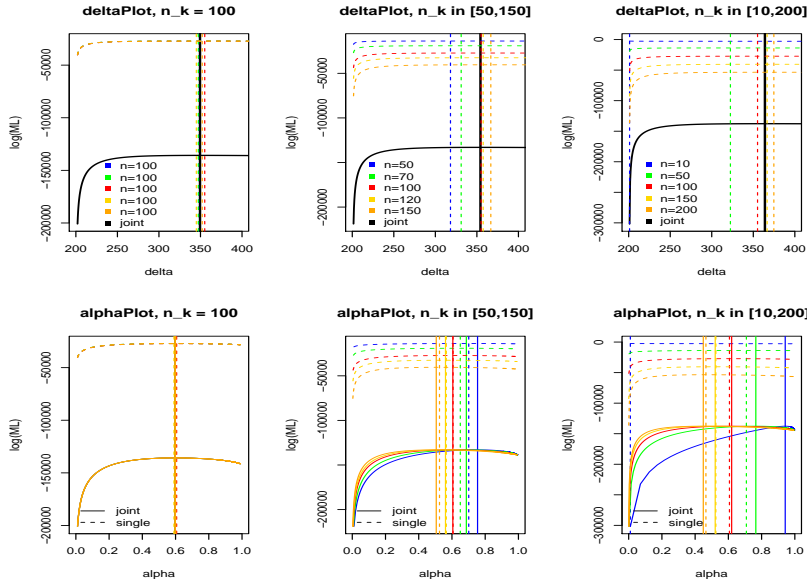 deltaPlot, n_k = 100
log(ML)
-50000
-100000
-150000
-200000
n=100
n=100
n=100
n=100
n=100
joint
200 250 300 350 400
delta
deltaPlot, n_k in [50,150]
log(ML)
-50000
-100000
-200000
n=50
n=70
n=100
n=120
n=150
joint
200 250 300 350 400
delta
deltaPlot, n_k in [10,200]
log(ML)
0
-50000
-100000
-200000
-300000
n=10
n=50
n=100
n=150
n=200
joint
200 250 300 350 400
delta
alphaPlot, n_k = 100
log(ML)
-50000
-100000
-150000
-200000
joint
single
0.0 0.2 0.4 0.6 0.8 1.0
alpha
alphaPlot, n_k in [50,150]
log(ML)
-50000
-100000
-200000
joint
single
0.0 0.2 0.4 0.6 0.8 1.0
alpha
alphaPlot, n_k in [10,200]
log(ML)
0
-50000
-100000
-200000
-300000
joint
single
0.0 0.2 0.4 0.6 0.8 1.0
alpha